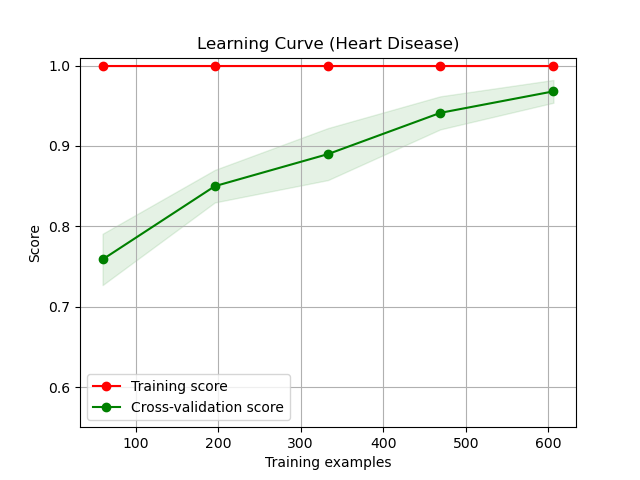 Learning Curve (Heart Disease)
1.0
0.9
0.8
0.7
0.6
Score
Training score
Cross-validation score
100 200 300 400 500 600
Training examples